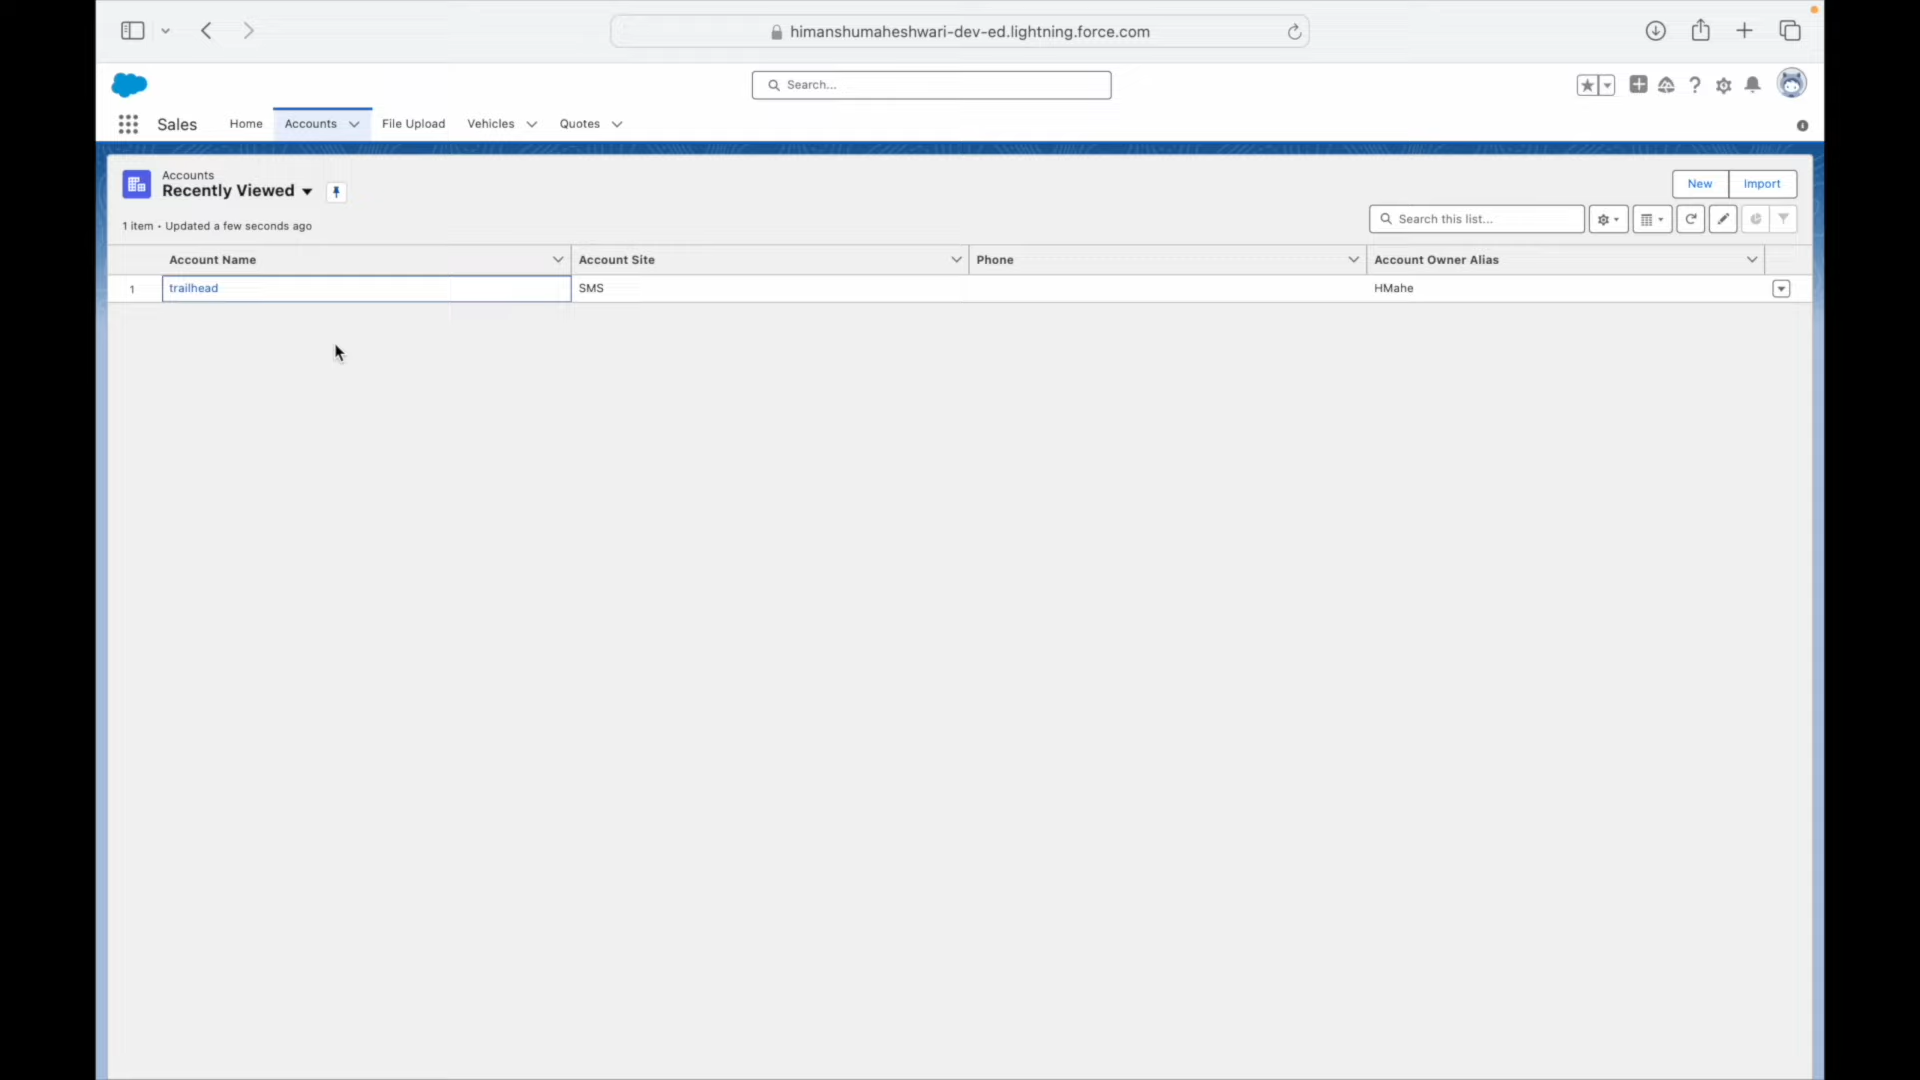 himanshumaheshwari-dev-ed.lightning.force.com
Search...
Sales Home Accounts File Upload Vehicles Quotes
Accounts
Recently Viewed
New Import
1 item • Updated a few seconds ago
Search this list...
Account Name Account Site Phone Account Owner Alias
1 trailhead SMS HMahe